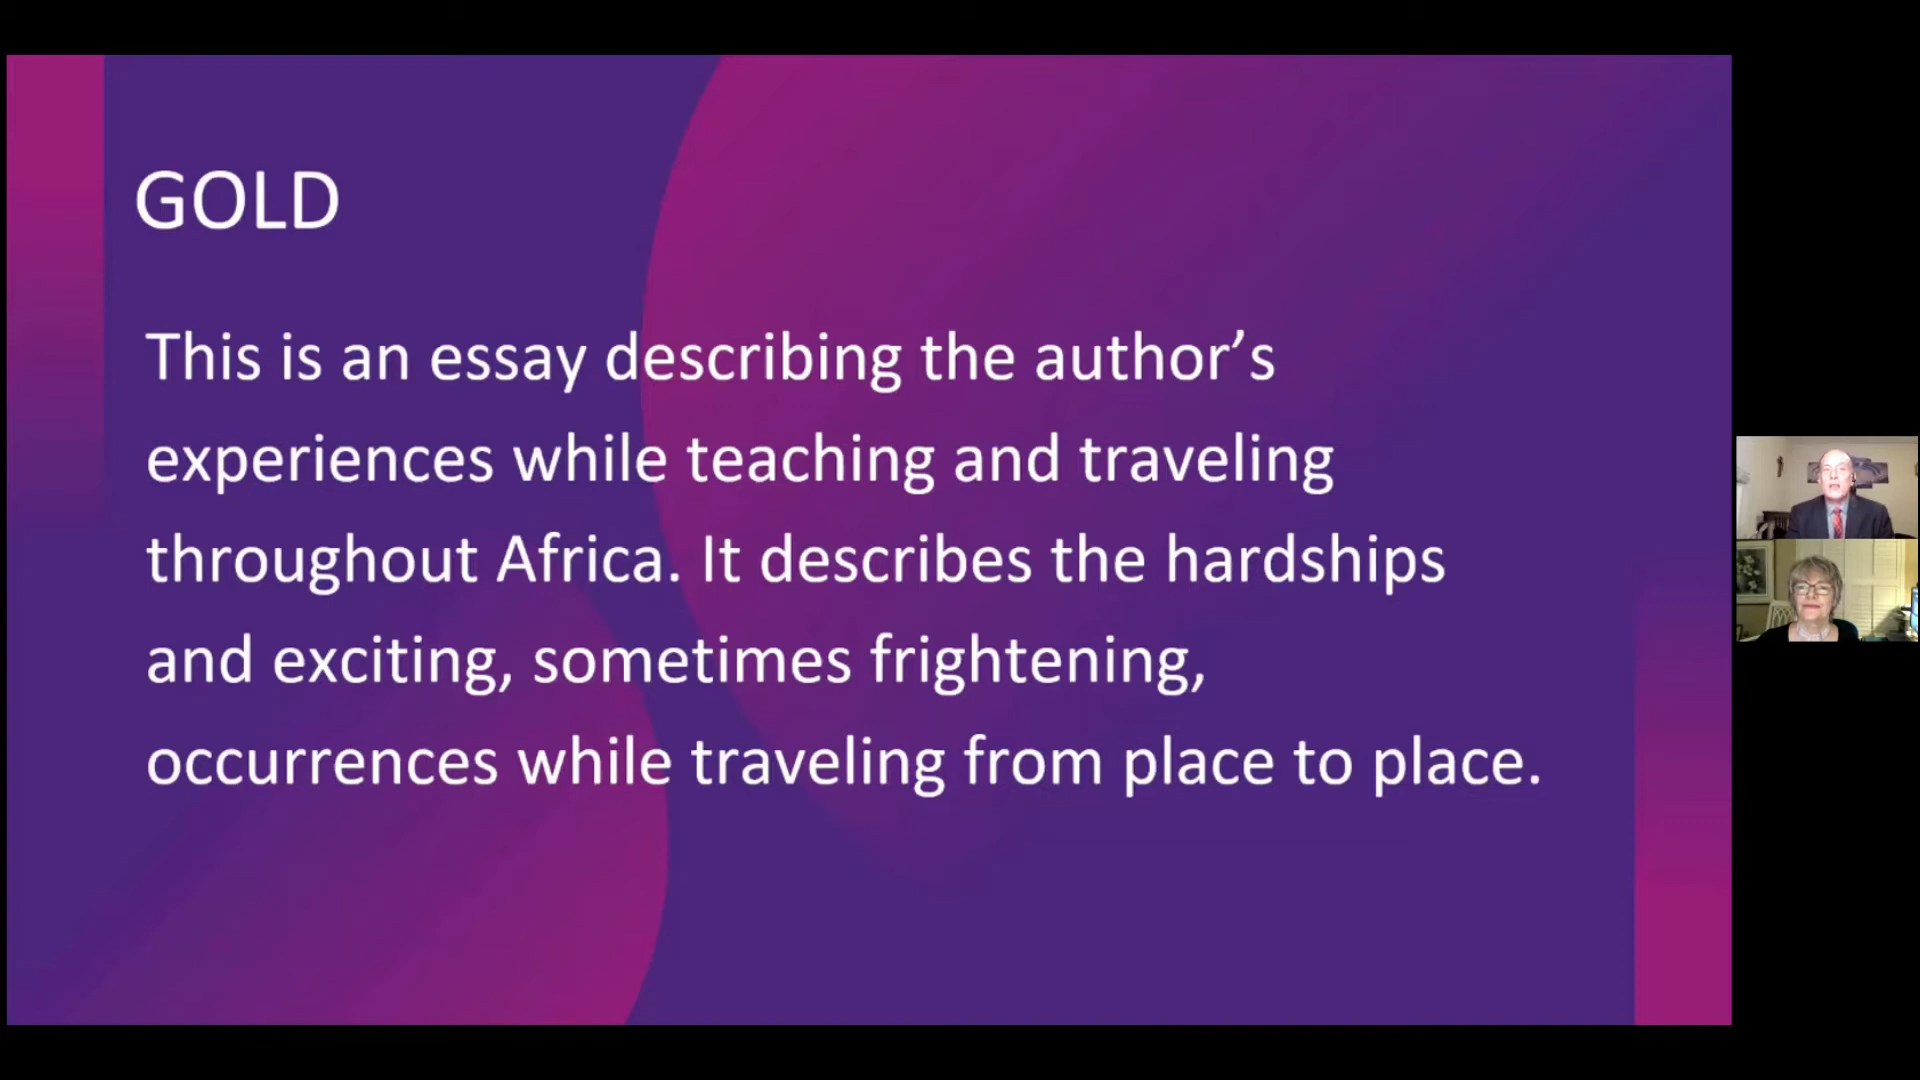 GOLD
This is an essay describing the author’s
experiences while teaching and traveling
throughout Africa. It describes the hardships
and exciting, sometimes frightening,
occurrences while traveling from place to place.